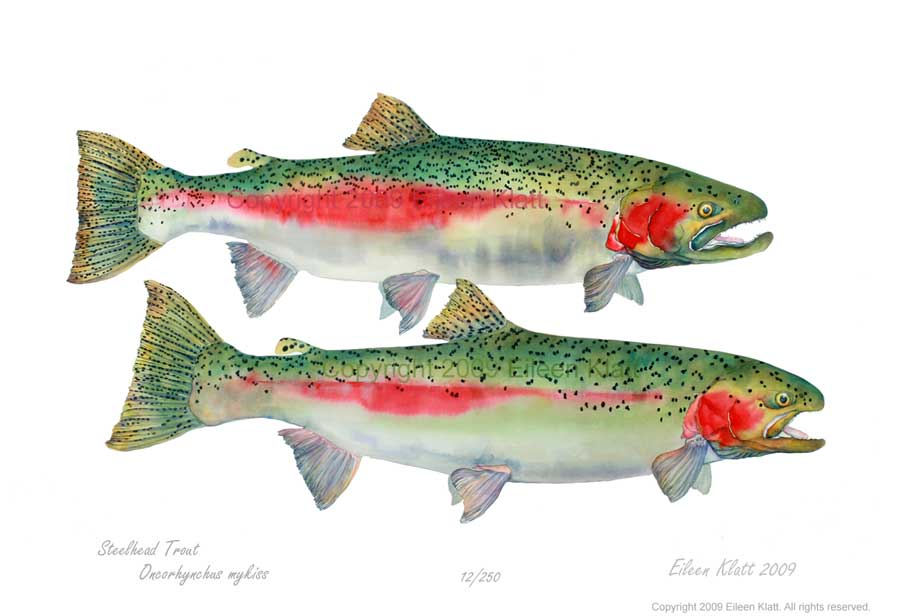 Copyright 2009 Eileen Klatt
Copyright 2009 Eileen Klatt
Steelhead Trout
Oncorhynchus mykiss
12/250
Eileen Klatt 2009
Copyright 2009 Eileen Klatt. All rights reserved.